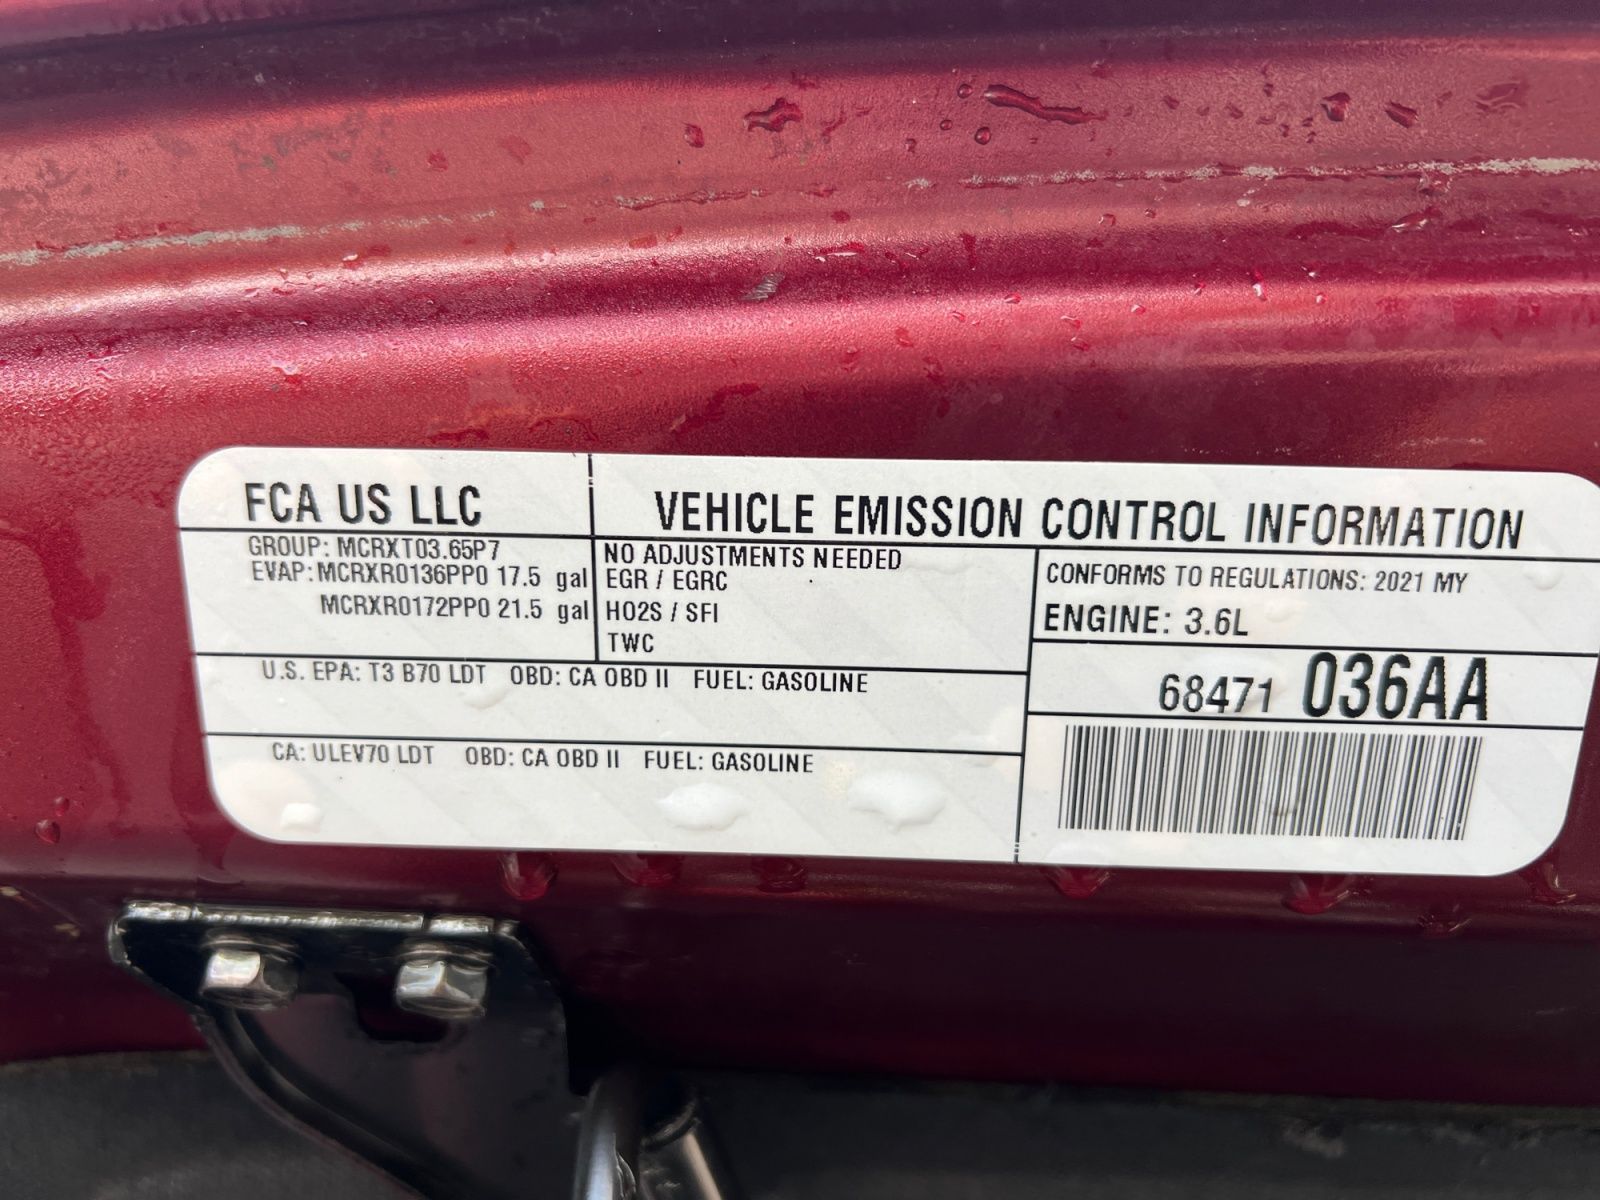 FCA US LLC
VEHICLE EMISSION CONTROL INFORMATION
GROUP: MCRXT03.65P7
EVAP: MCRXR0136PP0 17.5 gal
MCRXR0172PP0 21.5 gal
NO ADJUSTMENTS NEEDED
EGR / EGRC
HO2S / SFI
TWC
CONFORMS TO REGULATIONS: 2021 MY
ENGINE: 3.6L
U.S. EPA: T3 B70 LDT OBD: CA OBD II FUEL: GASOLINE
68471 036AA
CA: ULEV70 LDT OBD: CA OBD II FUEL: GASOLINE